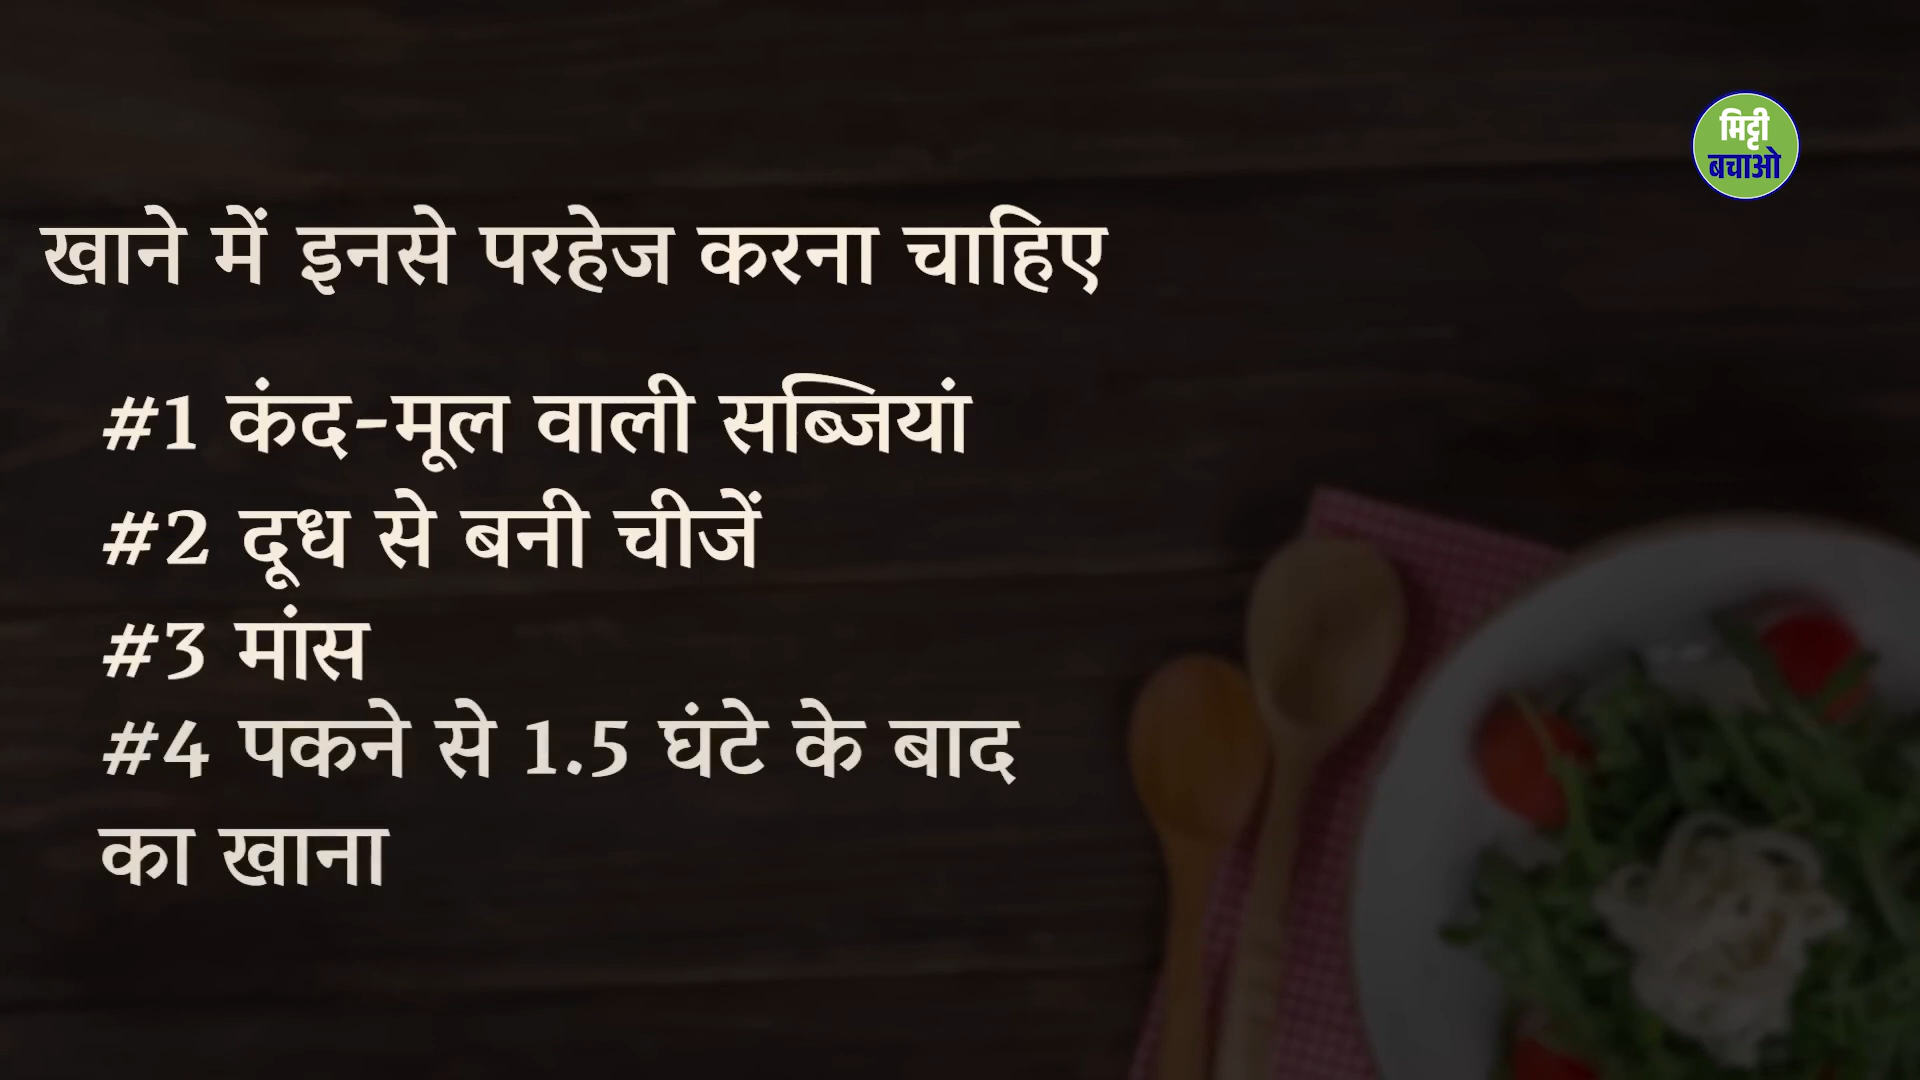 मिट्टी
बचाओ
खाने में इनसे परहेज करना चाहिए
#1 कंद-मूल वाली सब्जियां
#2 दूध से बनी चीजें
#3 मांस
#4 पकने से 1.5 घंटे के बाद
का खाना